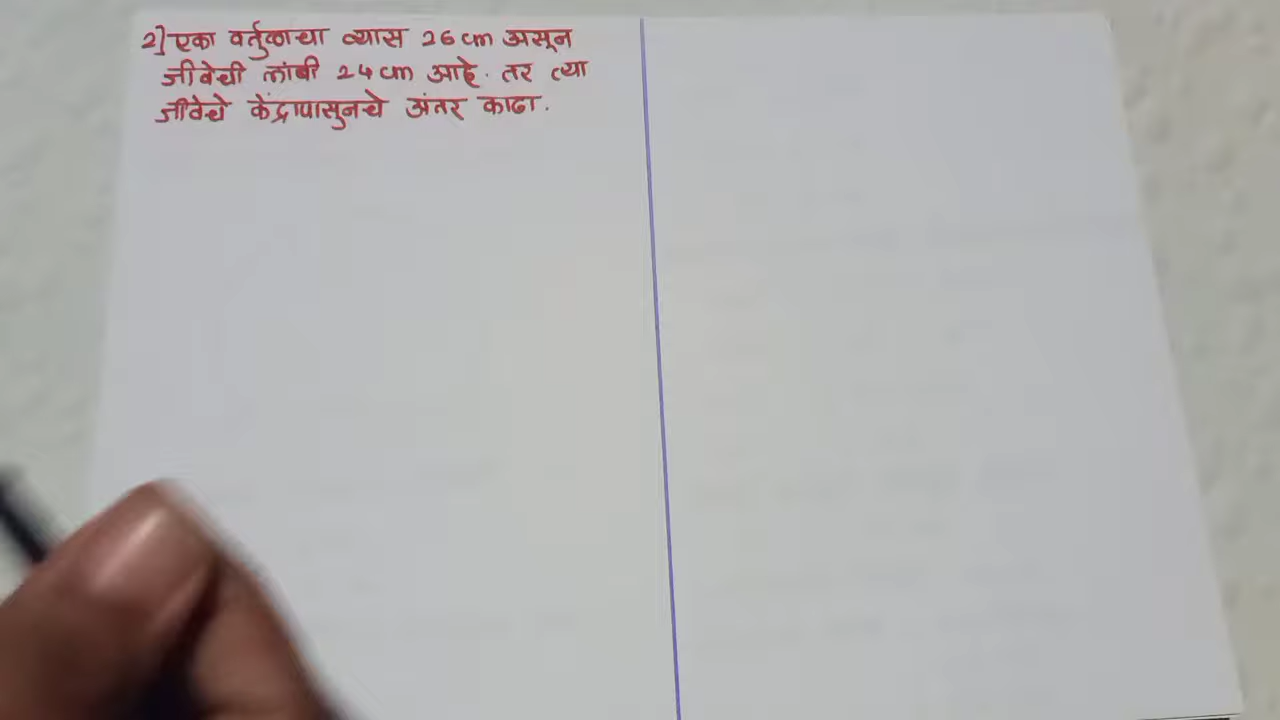 2] एका वर्तुळाचा व्यास 26 cm असून
जीवेची लांबी 24 cm आहे. तर त्या
जीवेचे केंद्रापासुनचे अंतर काढा.